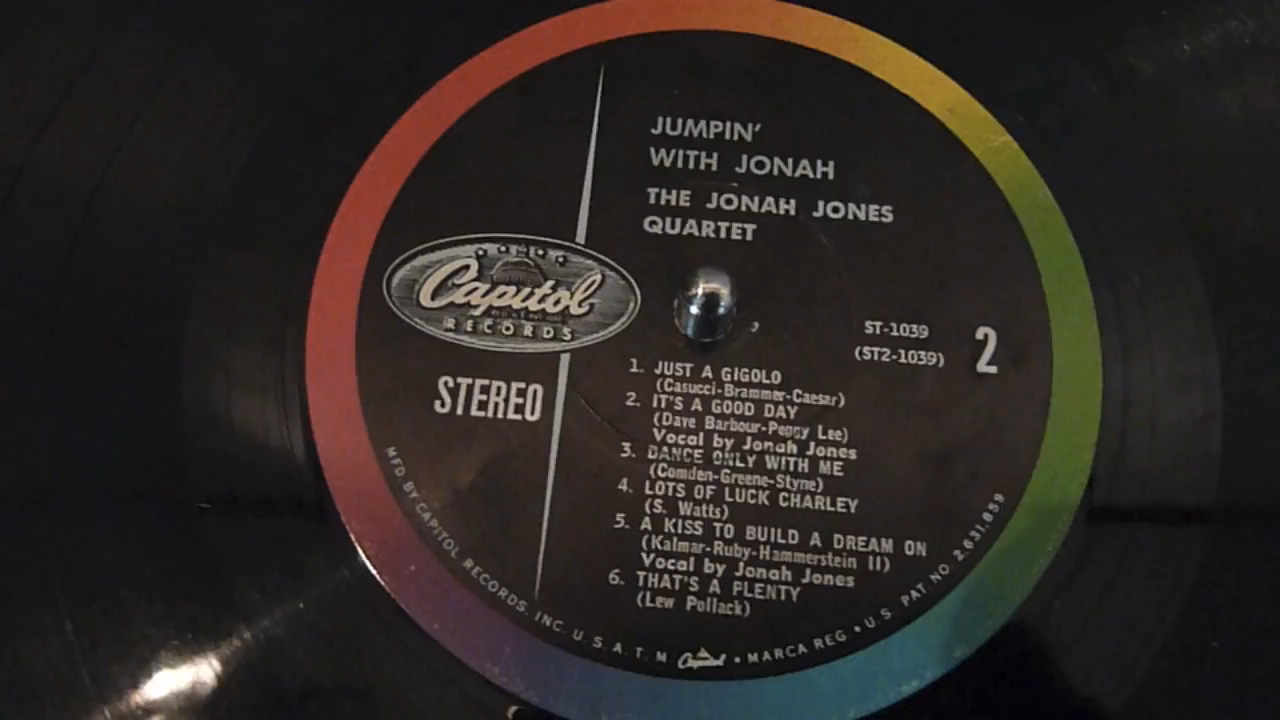 JUMPIN'
WITH JONAH
THE JONAH JONES
QUARTET
Capitol
RECORDS
STEREO
ST-1039
(ST2-1039)
2
1. JUST A GIGOLO
(Casucci-Brammer-Caesar)
2. IT'S A GOOD DAY
(Dave Barbour-Peggy Lee)
Vocal by Jonah Jones
3. DANCE ONLY WITH ME
(Comden-Greene-Styne)
4. LOTS OF LUCK CHARLEY
(S. Watts)
5. A KISS TO BUILD A DREAM ON
(Kalmar-Ruby-Hammerstein II)
Vocal by Jonah Jones
6. THAT'S A PLENTY
(Lew Pollack)
MFD. BY CAPITOL RECORDS, INC. U.S.A. T.M. Capitol • MARCA REG • U.S. PAT. NO. 2,631,859